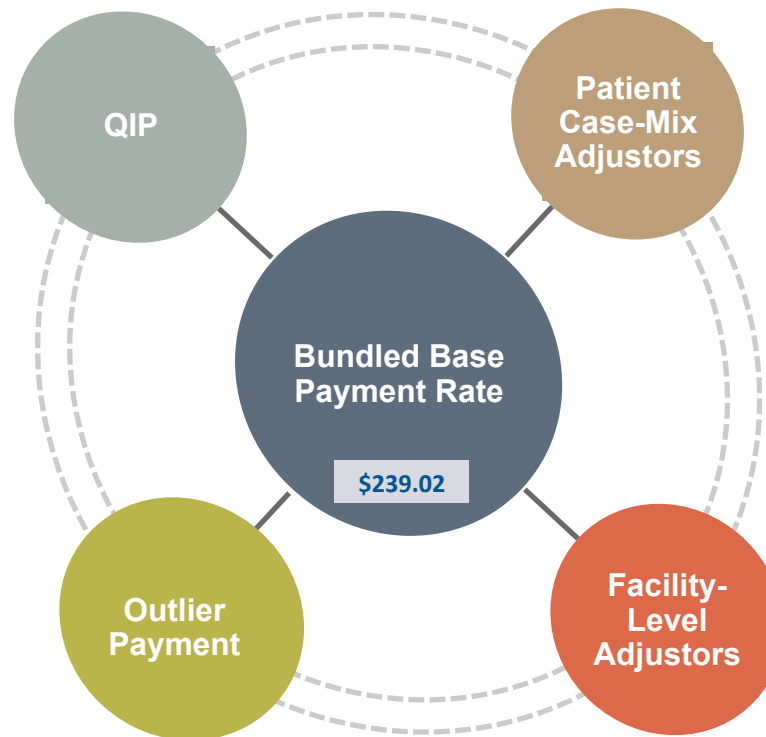 QIP
Patient
Case-Mix
Adjustors
Bundled Base
Payment Rate
$239.02
Outlier
Payment
Facility-
Level
Adjustors